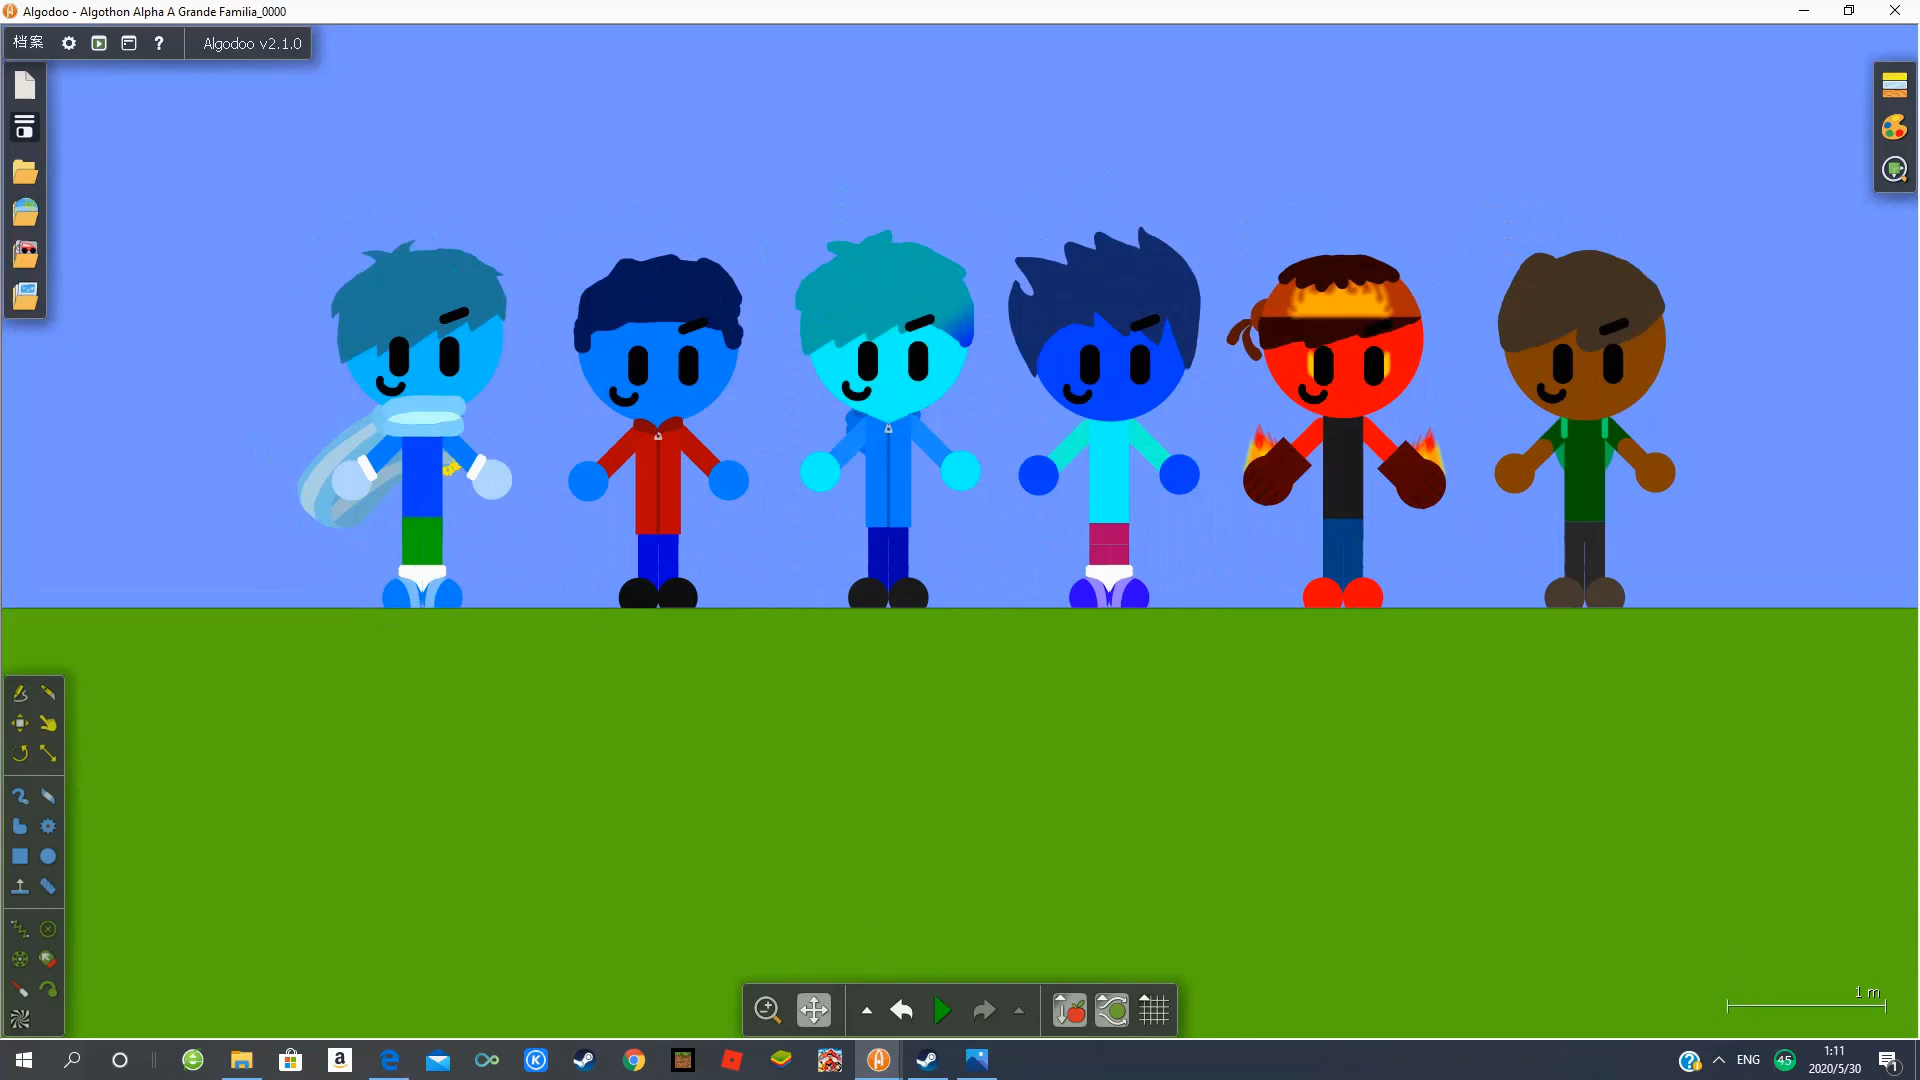 Algodoo - Algothon Alpha A Grande Familia_0000
档案
? Algodoo v2.1.0
1 m
ENG
45
1:11
2020/5/30
1